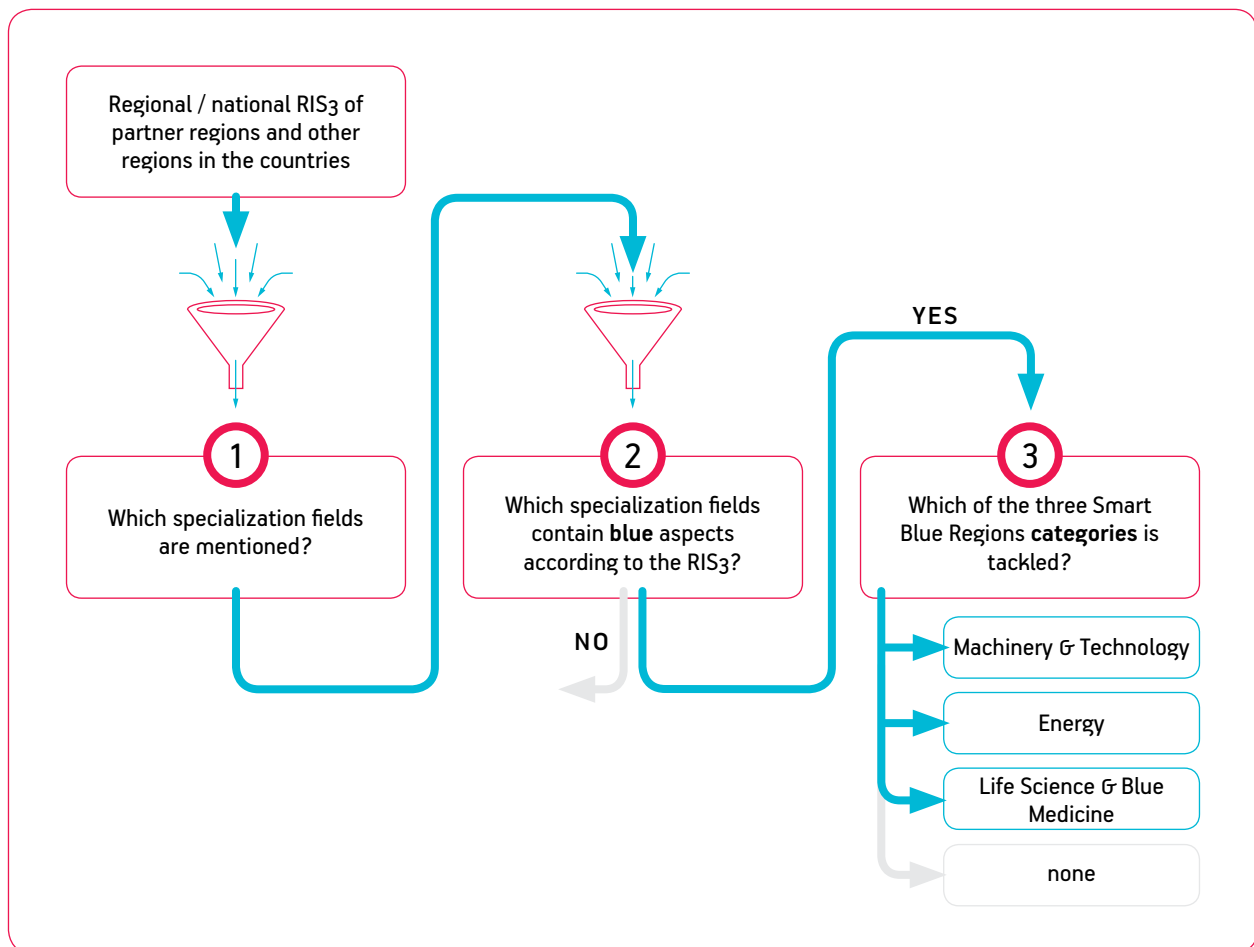 Regional / national RIS3 of
partner regions and other
regions in the countries
1
Which specialization fields
are mentioned?
2
Which specialization fields
contain blue aspects
according to the RIS3?
NO
YES
3
Which of the three Smart
Blue Regions categories is
tackled?
Machinery & Technology
Energy
Life Science & Blue
Medicine
none